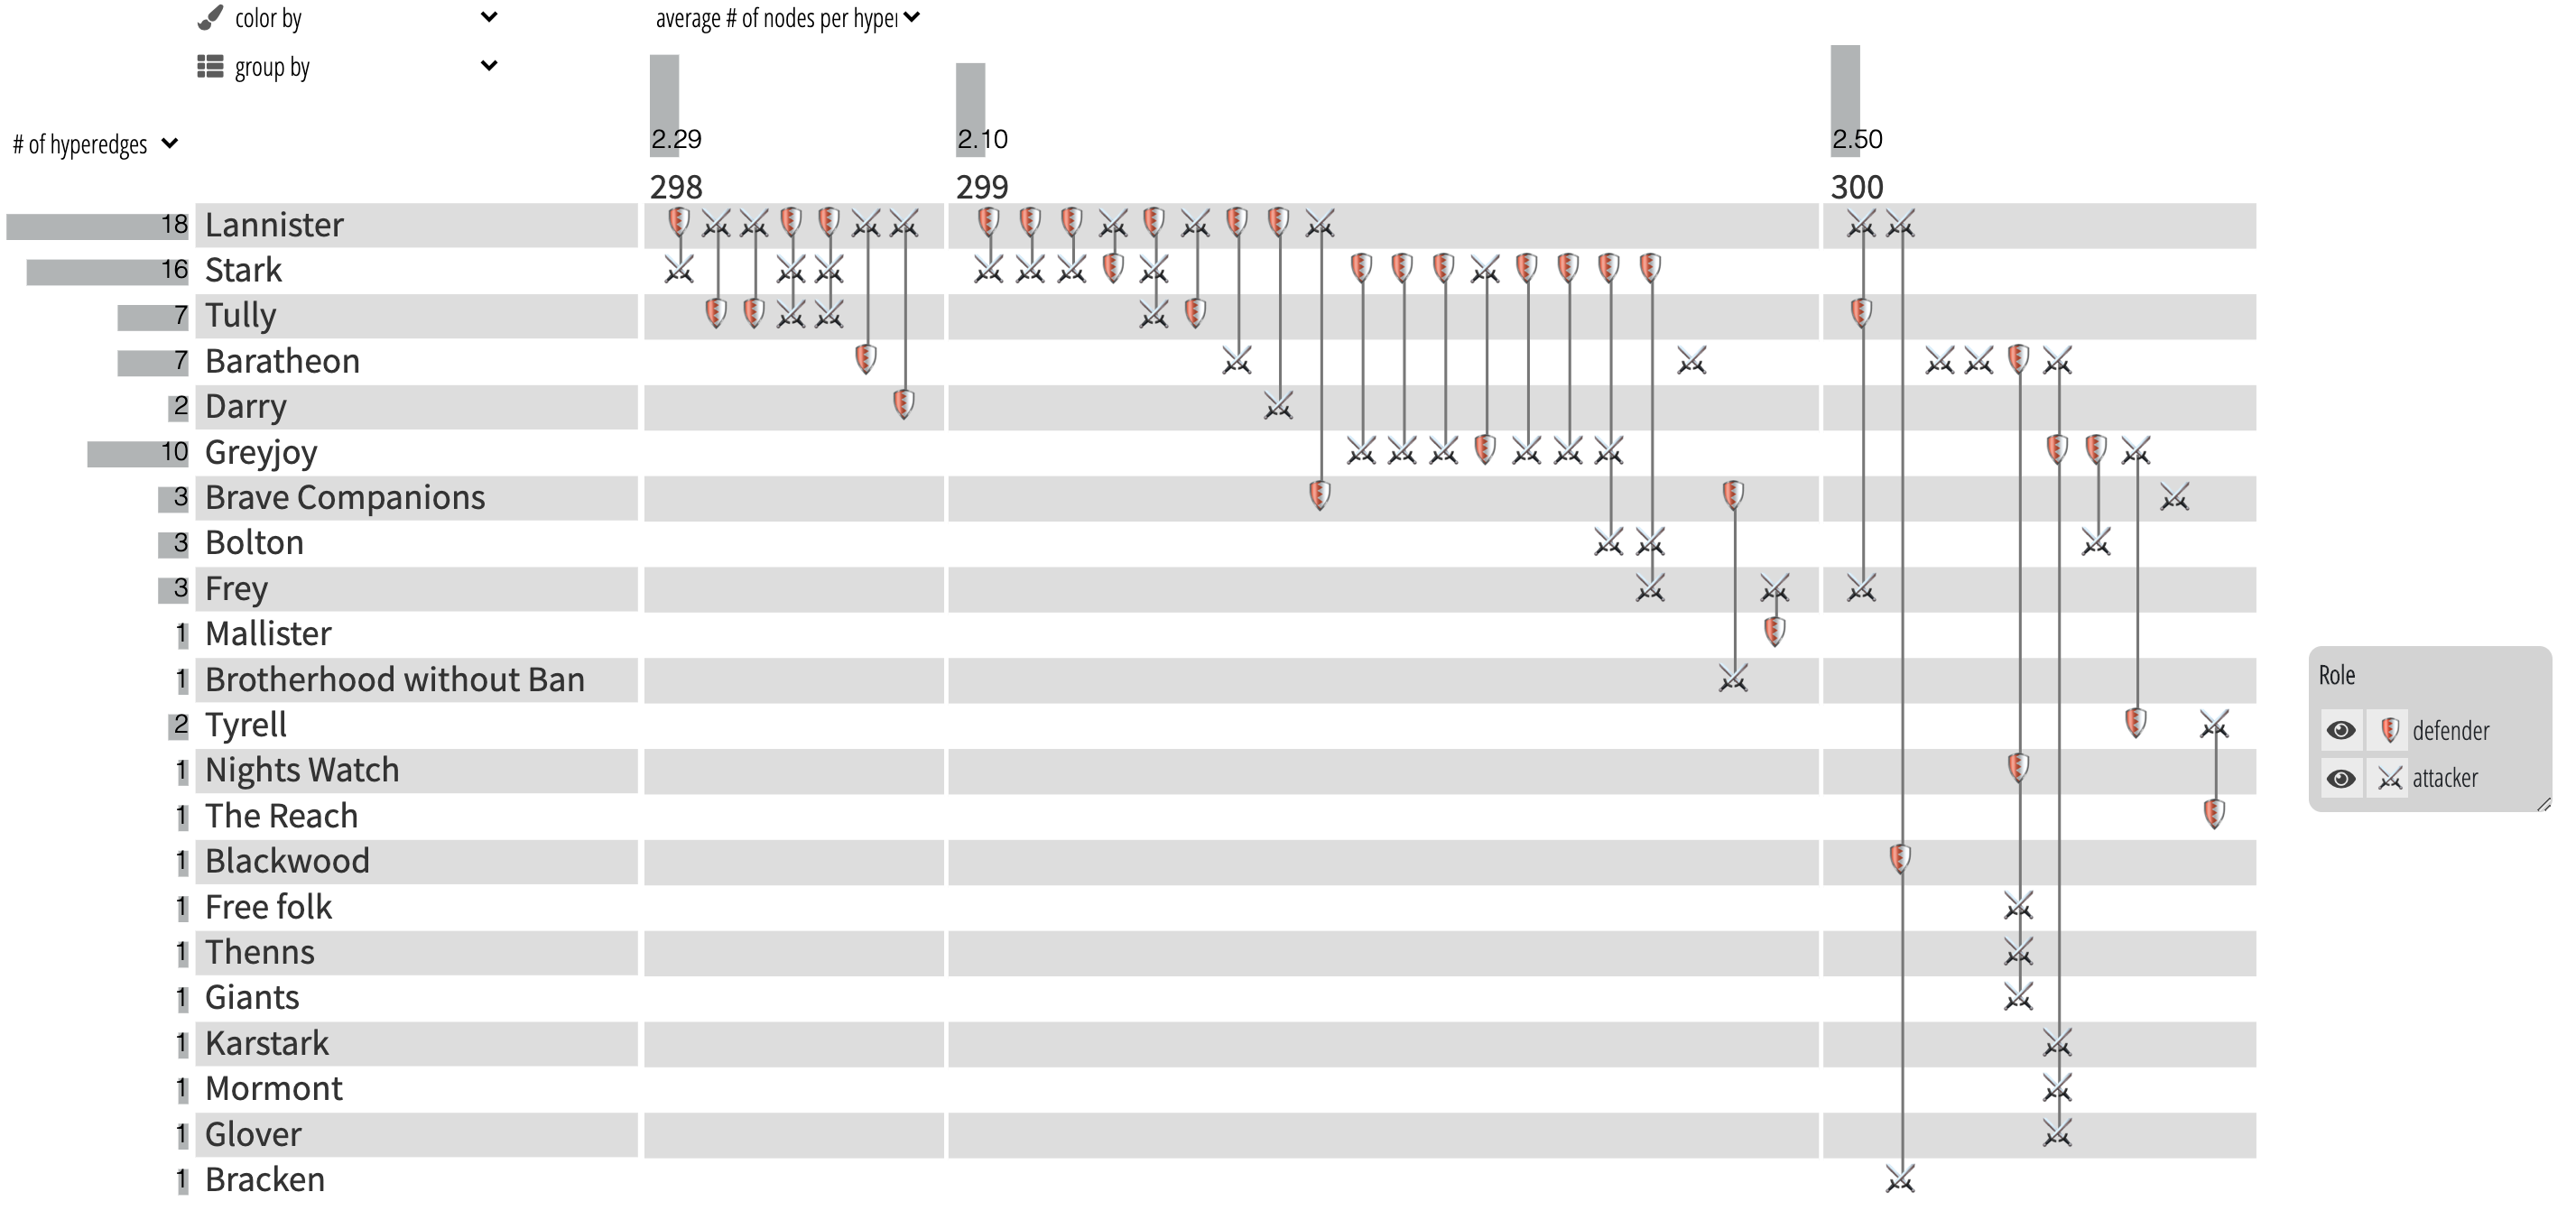 color by
average # of nodes per hyper
group by
# of hyperedges
2.29
2.10
2.50
298
299
300
18 Lannister
16 Stark
7 Tully
7 Baratheon
2 Darry
10 Greyjoy
3 Brave Companions
3 Bolton
3 Frey
1 Mallister
1 Brotherhood without Ban
2 Tyrell
1 Nights Watch
1 The Reach
1 Blackwood
1 Free folk
1 Thenns
1 Giants
1 Karstark
1 Mormont
1 Glover
1 Bracken
Role
defender
attacker